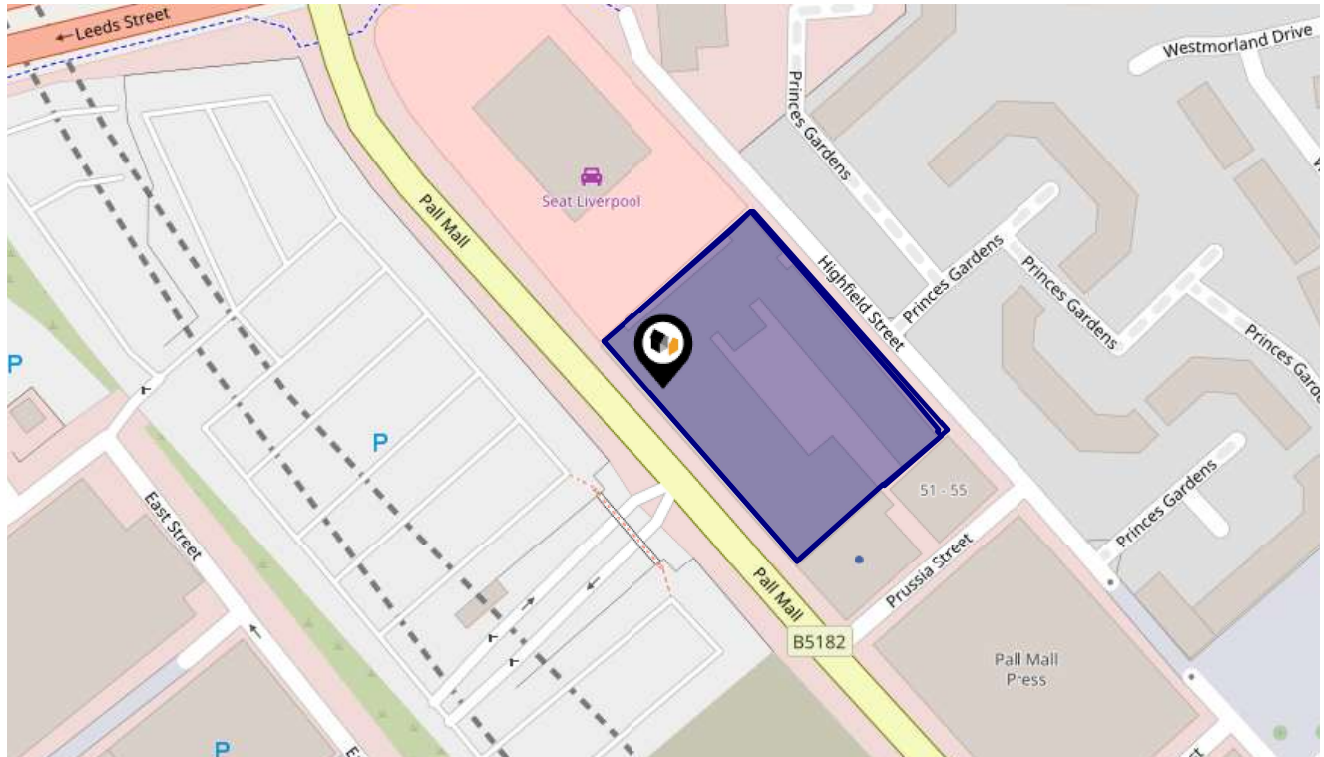 ←Leeds Street
Westmorland Drive
Princes Gardens
Pall Mall
Seat Liverpool
Highfield Street
Princes Gardens
Princes Gardens
Princes Garde
P
P
51 - 55
East Street
Princes Gardens
Prussia Street
Pall Mall
B5182
Pall Mall
Press
P